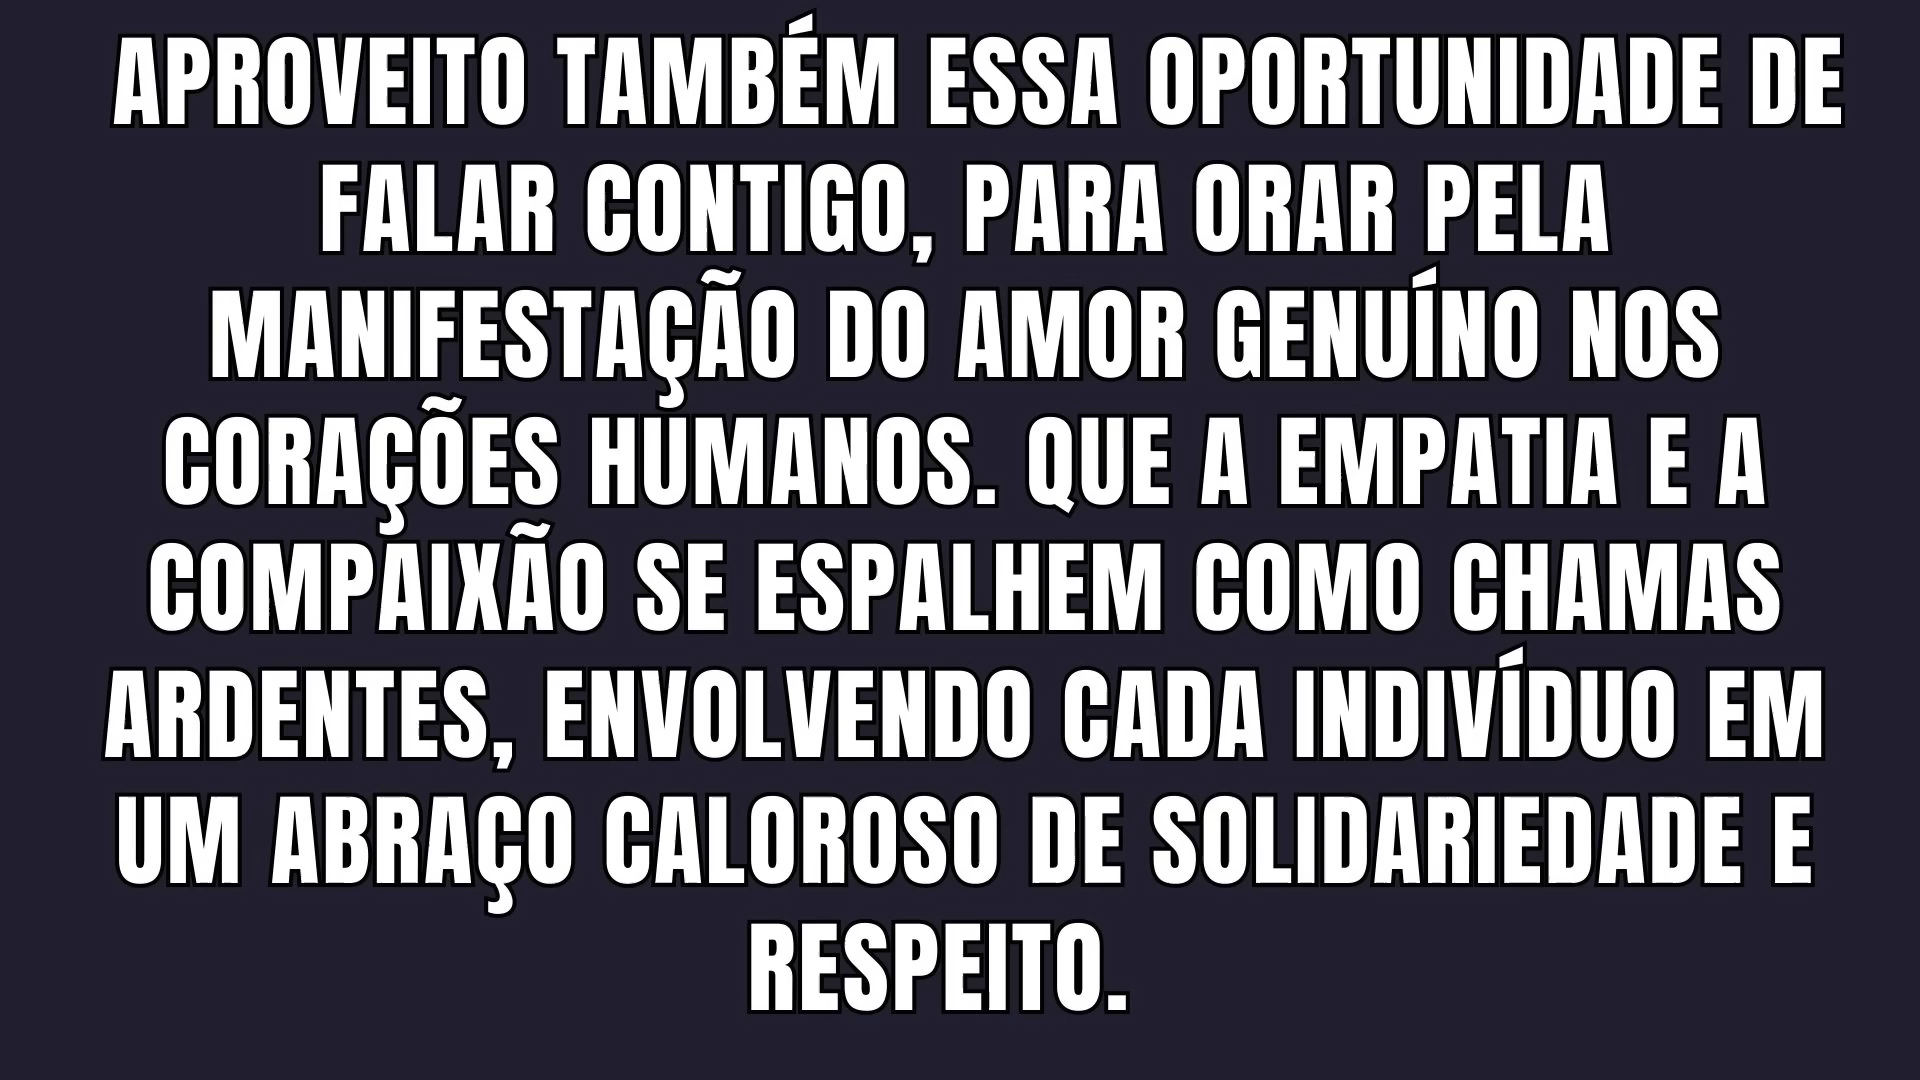 APROVEITO TAMBÉM ESSA OPORTUNIDADE DE
FALAR CONTIGO, PARA ORAR PELA
MANIFESTAÇÃO DO AMOR GENUÍNO NOS
CORAÇÕES HUMANOS. QUE A EMPATIA E A
COMPAIXÃO SE ESPALHEM COMO CHAMAS
ARDENTES, ENVOLVENDO CADA INDIVÍDUO EM
UM ABRAÇO CALOROSO DE SOLIDARIEDADE E
RESPEITO.